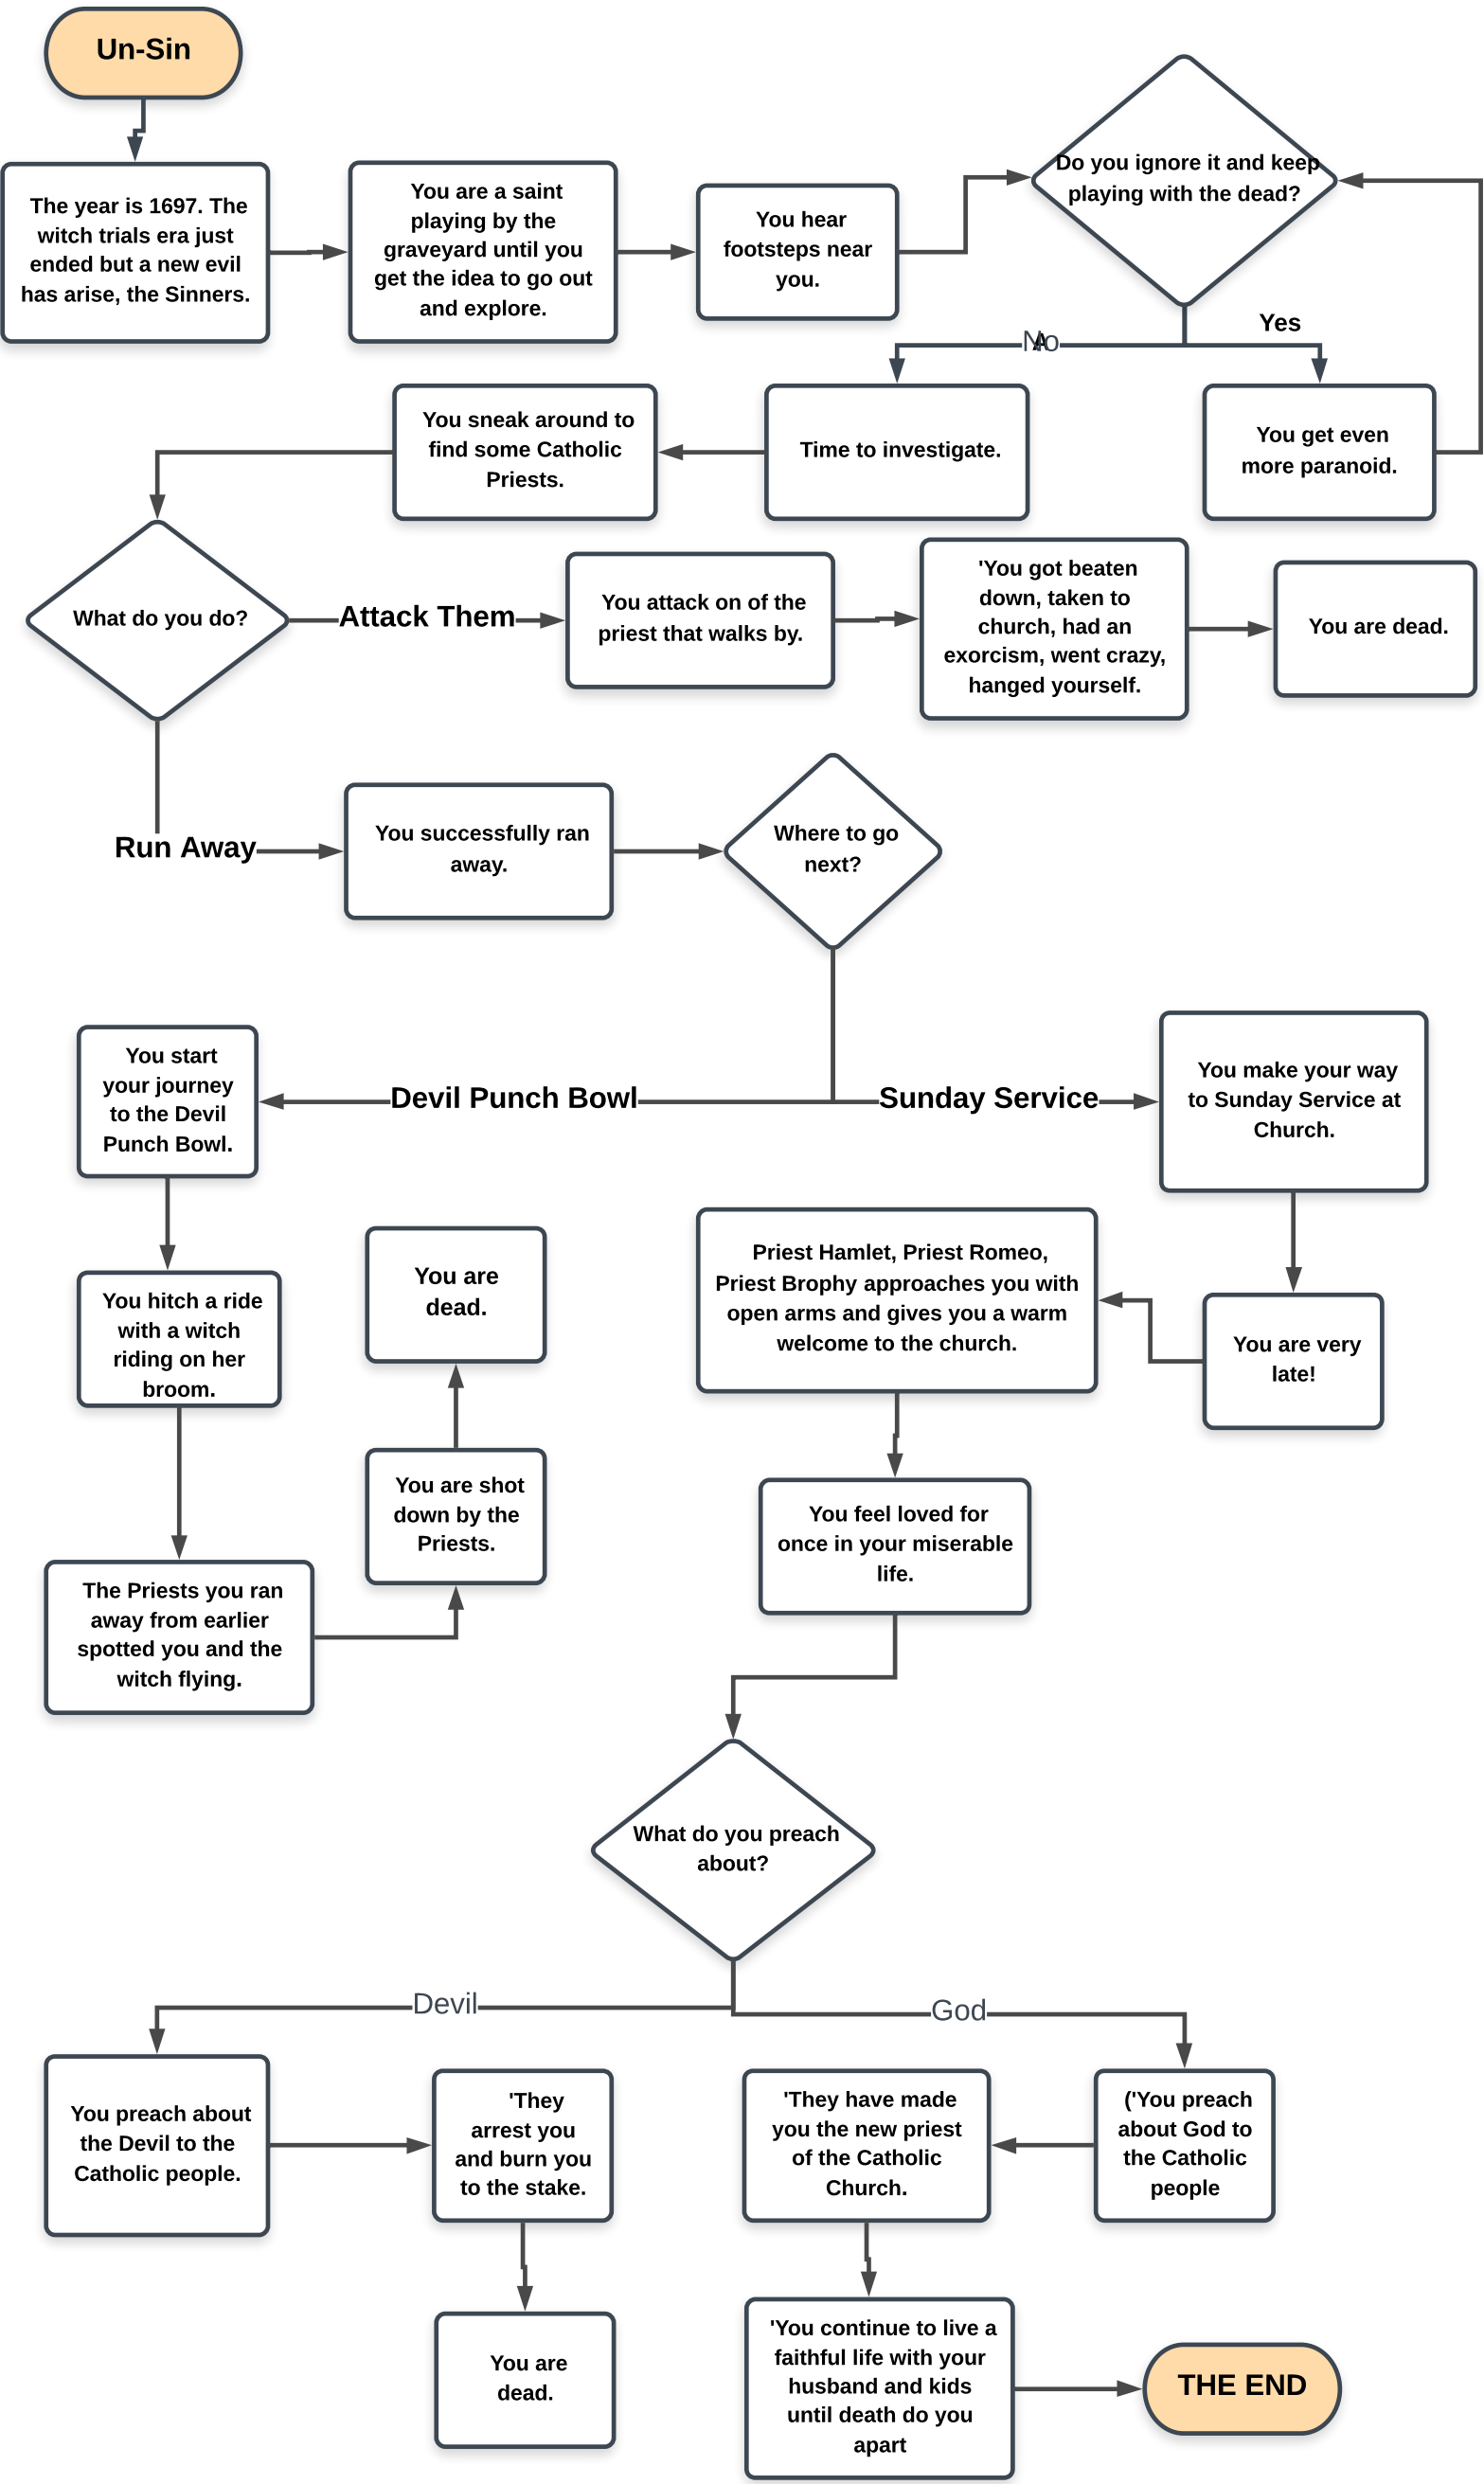 Un-Sin
The year is 1697. The
witch trials era just
ended but a new evil
has arise, the Sinners.
You are a saint
playing by the
graveyard until you
get the idea to go out
and explore.
You hear
footsteps near
you.
Do you ignore it and keep
playing with the dead?
Yes
No
A
You sneak around to
find some Catholic
Priests.
Time to investigate.
You get even
more paranoid.
What do you do?
Attack Them
You attack on of the
priest that walks by.
'You got beaten
down, taken to
church, had an
exorcism, went crazy,
hanged yourself.
You are dead.
Run Away
You successfully ran
away.
Where to go
next?
You start
your journey
to the Devil
Punch Bowl.
Devil Punch Bowl
Sunday Service
You make your way
to Sunday Service at
Church.
You hitch a ride
with a witch
riding on her
broom.
You are
dead.
Priest Hamlet, Priest Romeo,
Priest Brophy approaches you with
open arms and gives you a warm
welcome to the church.
You are very
late!
You are shot
down by the
Priests.
You feel loved for
once in your miserable
life.
The Priests you ran
away from earlier
spotted you and the
witch flying.
What do you preach
about?
Devil
God
You preach about
the Devil to the
Catholic people.
'They
arrest you
and burn you
to the stake.
'They have made
you the new priest
of the Catholic
Church.
('You preach
about God to
the Catholic
people
You are
dead.
'You continue to live a
faithful life with your
husband and kids
until death do you
apart
THE END